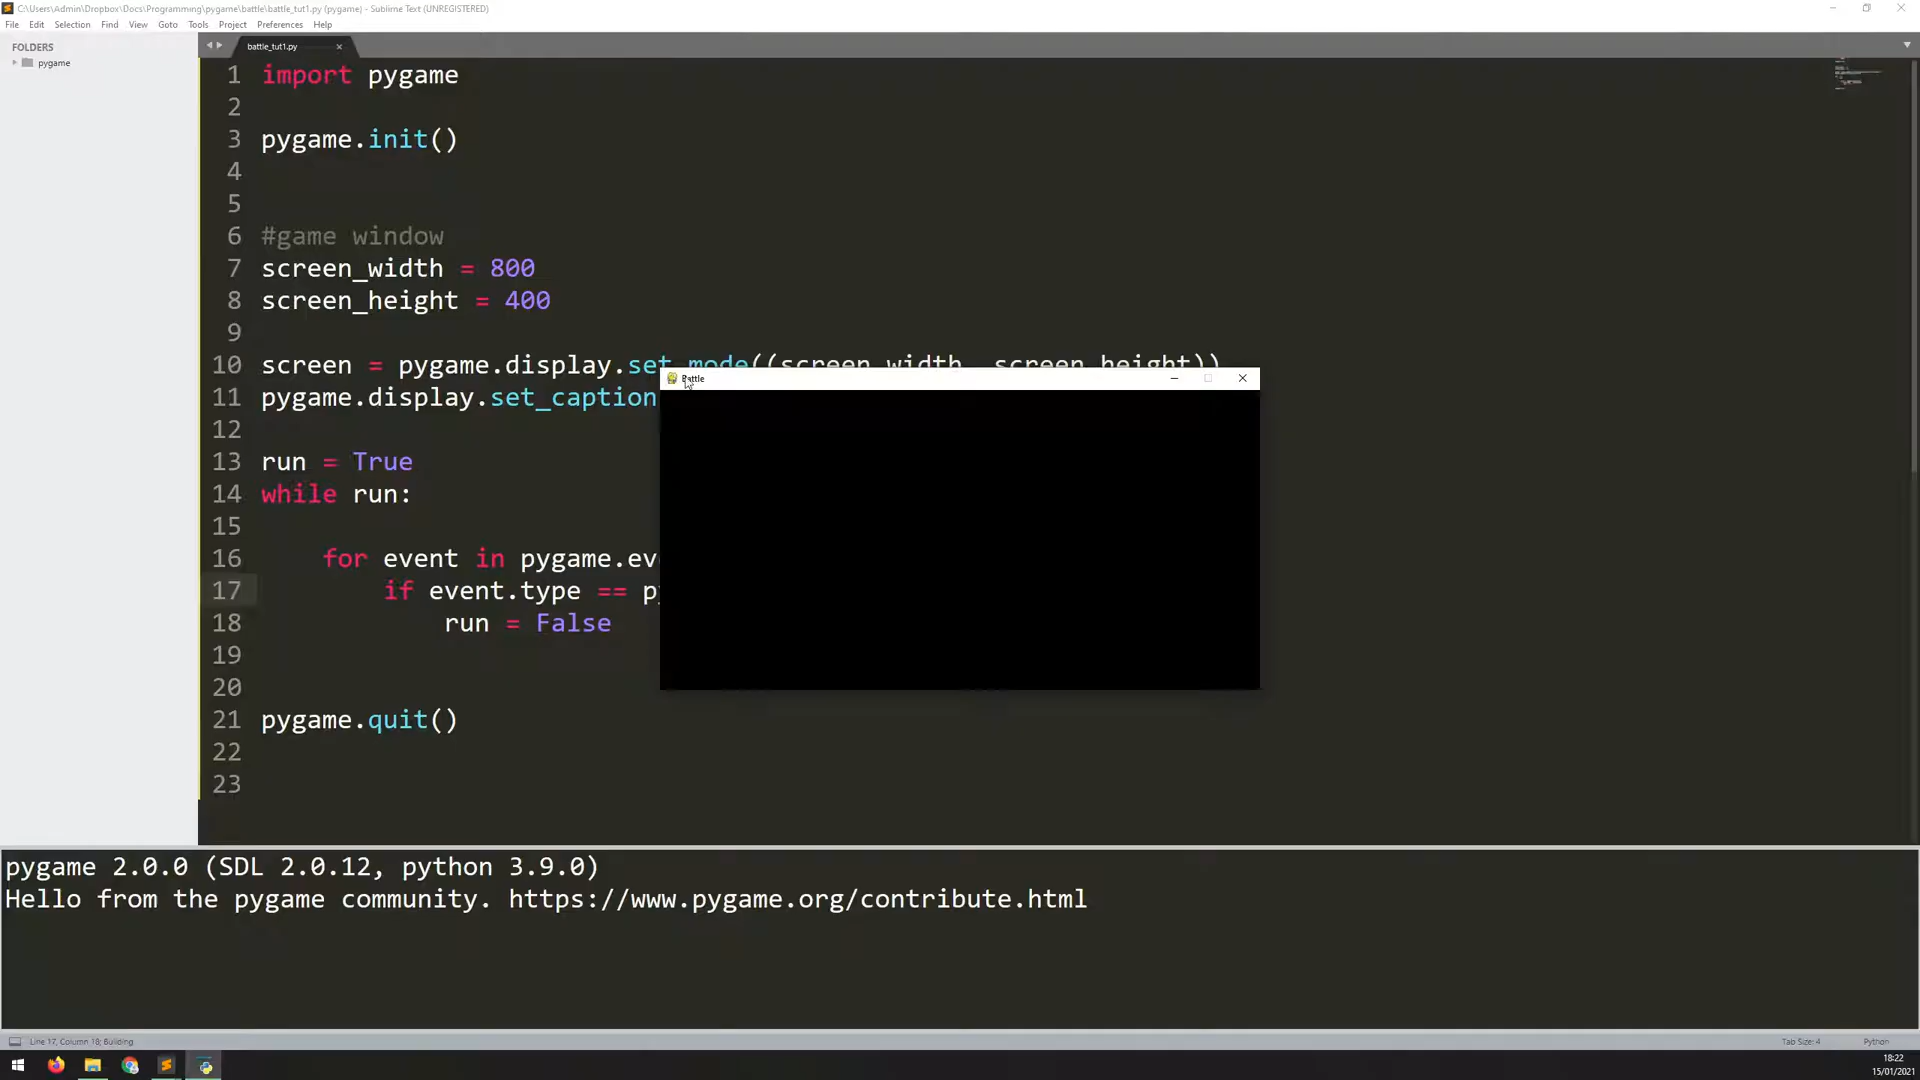 C:\Users\Admin\Dropbox\Docs\Programming\pygame\battle\battle_tut1.py (pygame) - Sublime Text (UNREGISTERED)
File Edit Selection Find View Goto Tools Project Preferences Help
FOLDERS
pygame
battle_tut1.py
1 import pygame
2
3 pygame.init()
4
5
6 #game window
7 screen_width = 800
8 screen_height = 400
9
10 screen = pygame.display.set_mode((screen_width, screen_height))
11 pygame.display.set_caption
12
13 run = True
14 while run:
15
16 for event in pygame.eve
17 if event.type == py
18 run = False
19
20
21 pygame.quit()
22
23
Battle
pygame 2.0.0 (SDL 2.0.12, python 3.9.0)
Hello from the pygame community. https://www.pygame.org/contribute.html
Line 17, Column 18; Building
Tab Size: 4
Python
18:22
15/01/2021